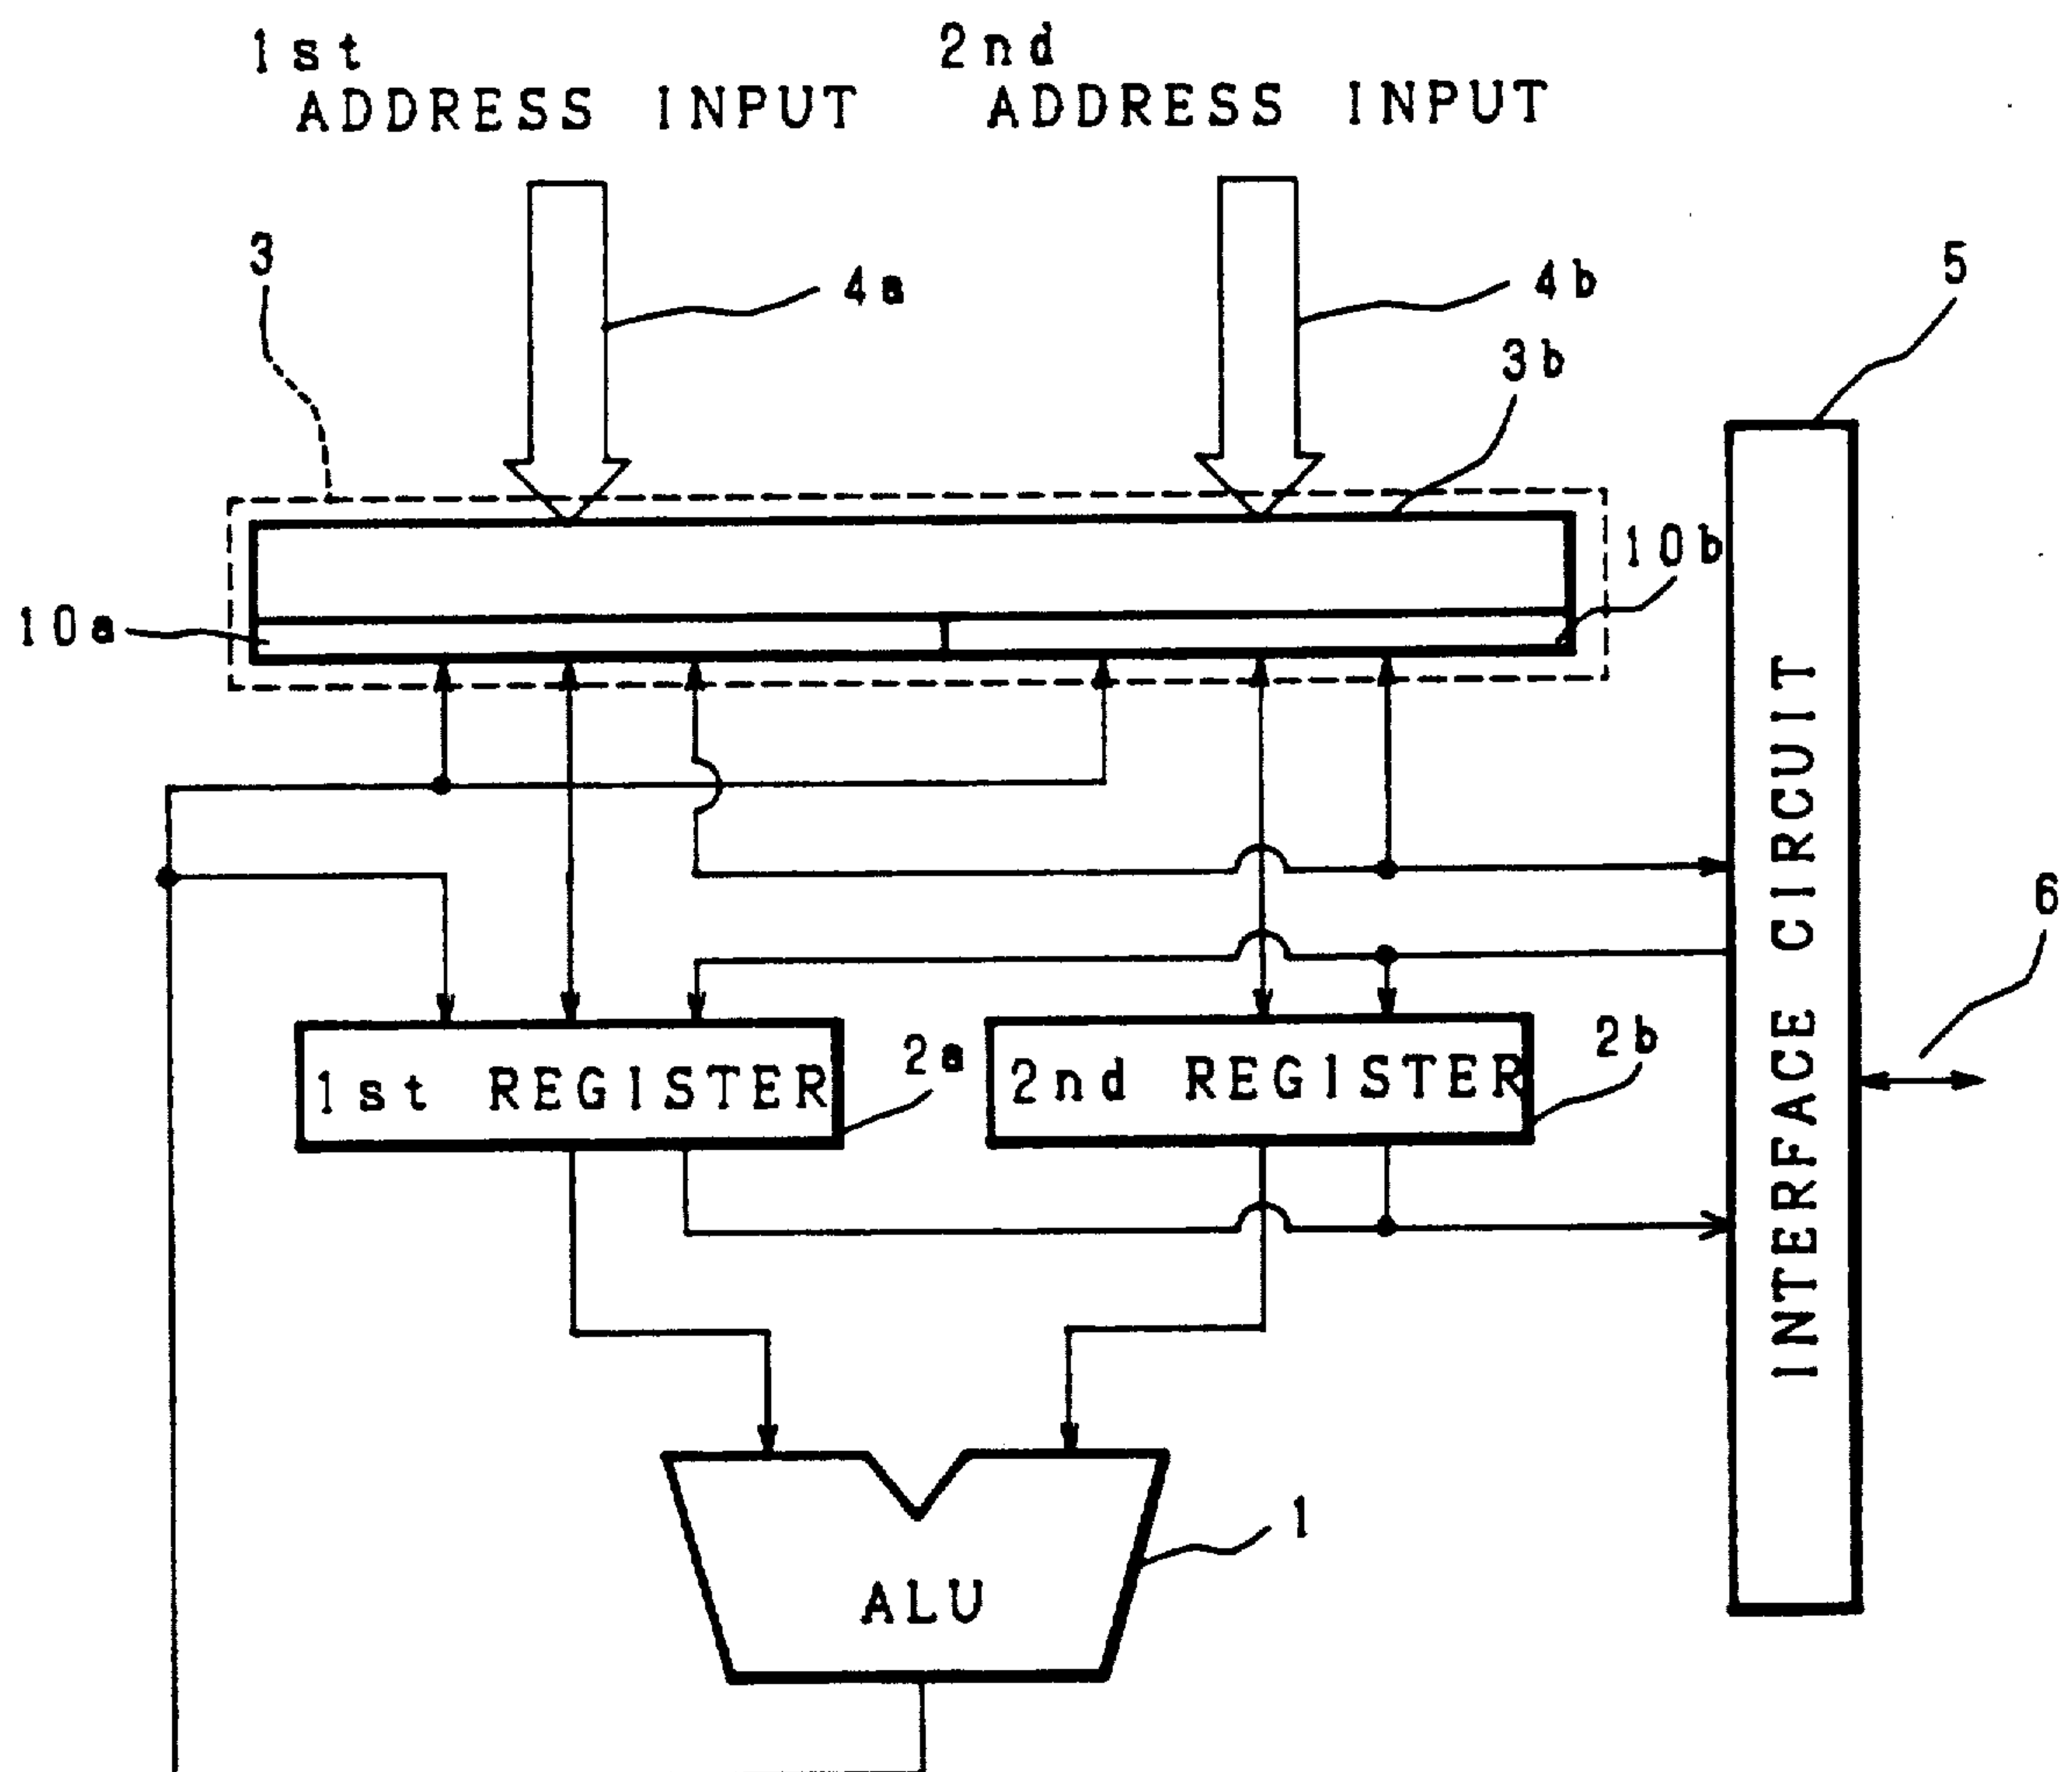 1st
ADDRESS INPUT
2nd
ADDRESS INPUT
3
4a
4b
5
3b
10b
10a
6
1st REGISTER
2a
2nd REGISTER
2b
INTERFACE CIRCUIT
1
ALU